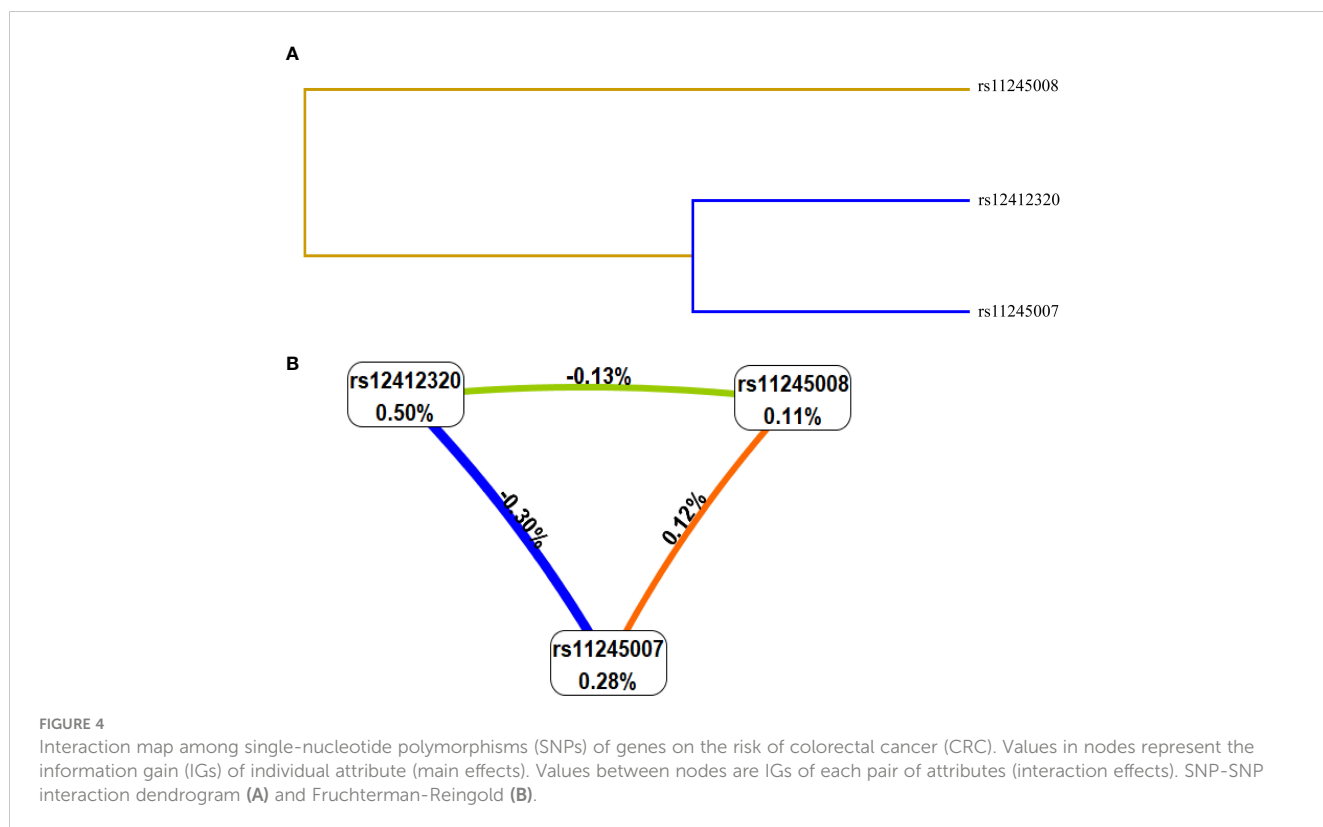 A
rs11245008
rs12412320
rs11245007
B
rs12412320
0.50%
-0.13%
rs11245008
0.11%
-0.30%
0.12%
rs11245007
0.28%
FIGURE 4
Interaction map among single-nucleotide polymorphisms (SNPs) of genes on the risk of colorectal cancer (CRC). Values in nodes represent the
information gain (IGs) of individual attribute (main effects). Values between nodes are IGs of each pair of attributes (interaction effects). SNP-SNP
interaction dendrogram (A) and Fruchterman-Reingold (B).